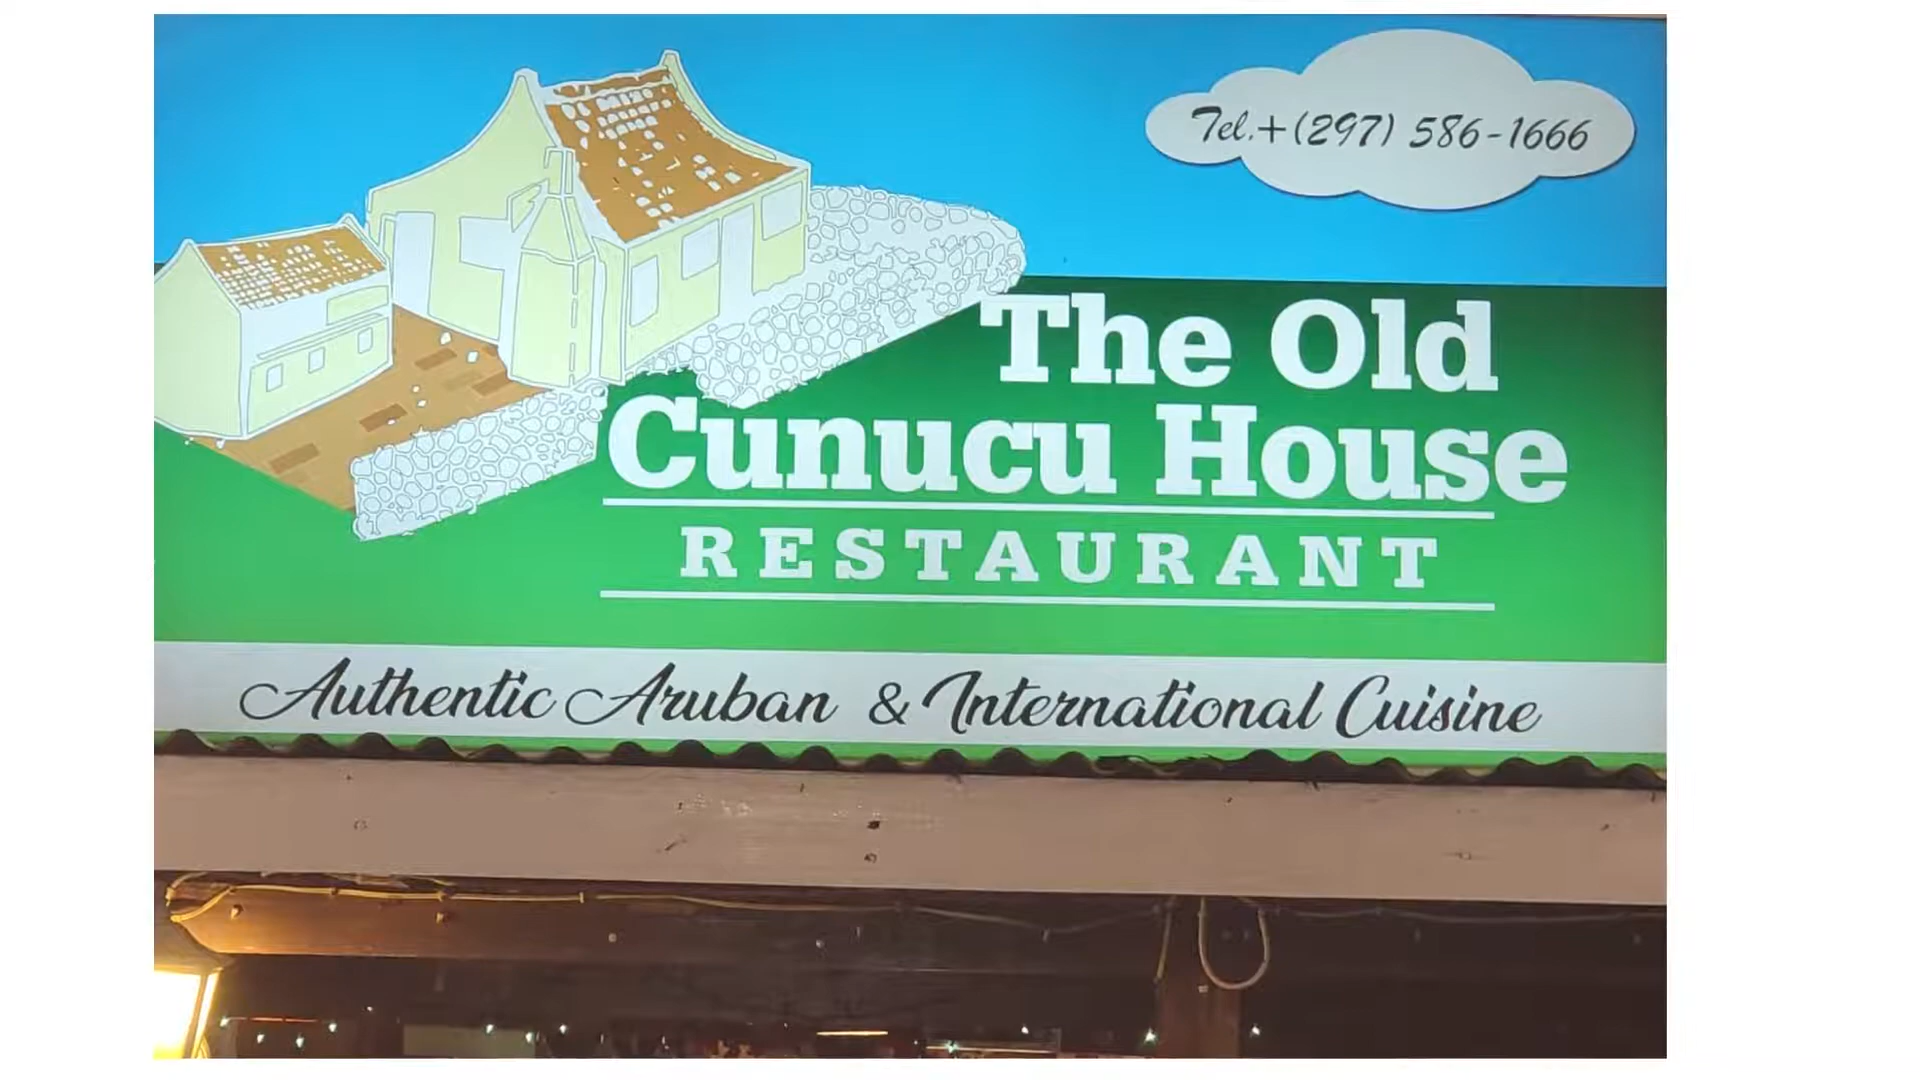 Tel.+(297) 586-1666
The Old
Cunucu House
RESTAURANT
Authentic Aruban & International Cuisine